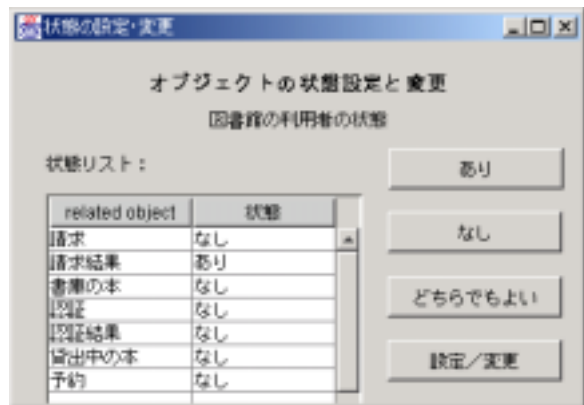 状態の設定・変更
オブジェクトの状態設定と変更
図書館の利用者の状態
状態リスト：
related object 状態
請求 なし
請求結果 あり
書庫の本 なし
認証 なし
認証結果 なし
貸出中の本 なし
予約 なし
あり
なし
どちらでもよい
設定／変更